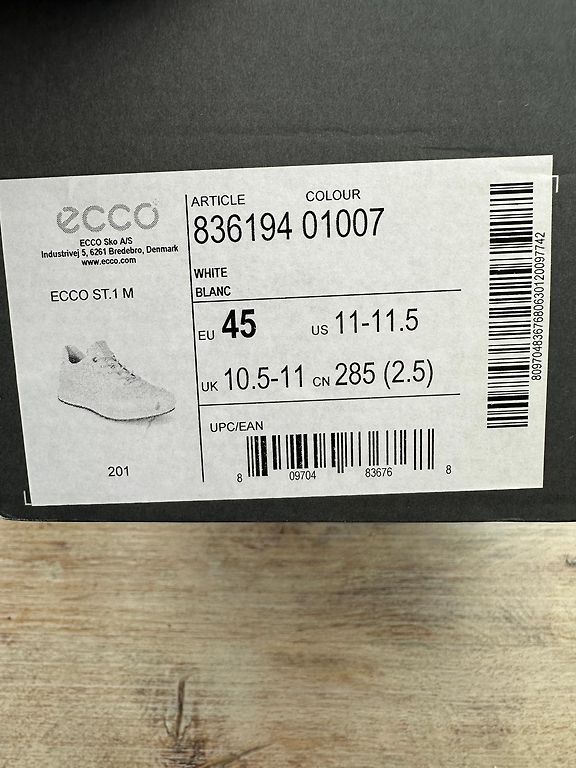 ecco
ECCO Sko A/S
Industrivej 5, 6261 Bredebro, Denmark
www.ecco.com
ECCO ST.1 M
201
ARTICLE COLOUR
836194 01007
WHITE
BLANC
EU 45 US 11-11.5
UK 10.5-11 CN 285 (2.5)
UPC/EAN
8 09704 83676 8
80970483676806301200977​42